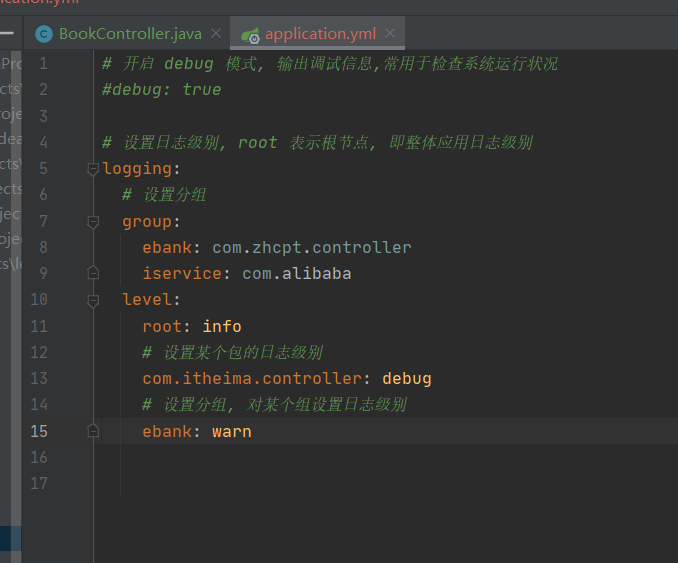 cation.yml
BookController.java
application.yml
1 # 开启 debug 模式, 输出调试信息,常用于检查系统运行状况
2 #debug: true
3
4 # 设置日志级别, root 表示根节点, 即整体应用日志级别
5 logging:
6 # 设置分组
7 group:
8 ebank: com.zhcpt.controller
9 iservice: com.alibaba
10 level:
11 root: info
12 # 设置某个包的日志级别
13 com.itheima.controller: debug
14 # 设置分组, 对某个组设置日志级别
15 ebank: warn
16
17